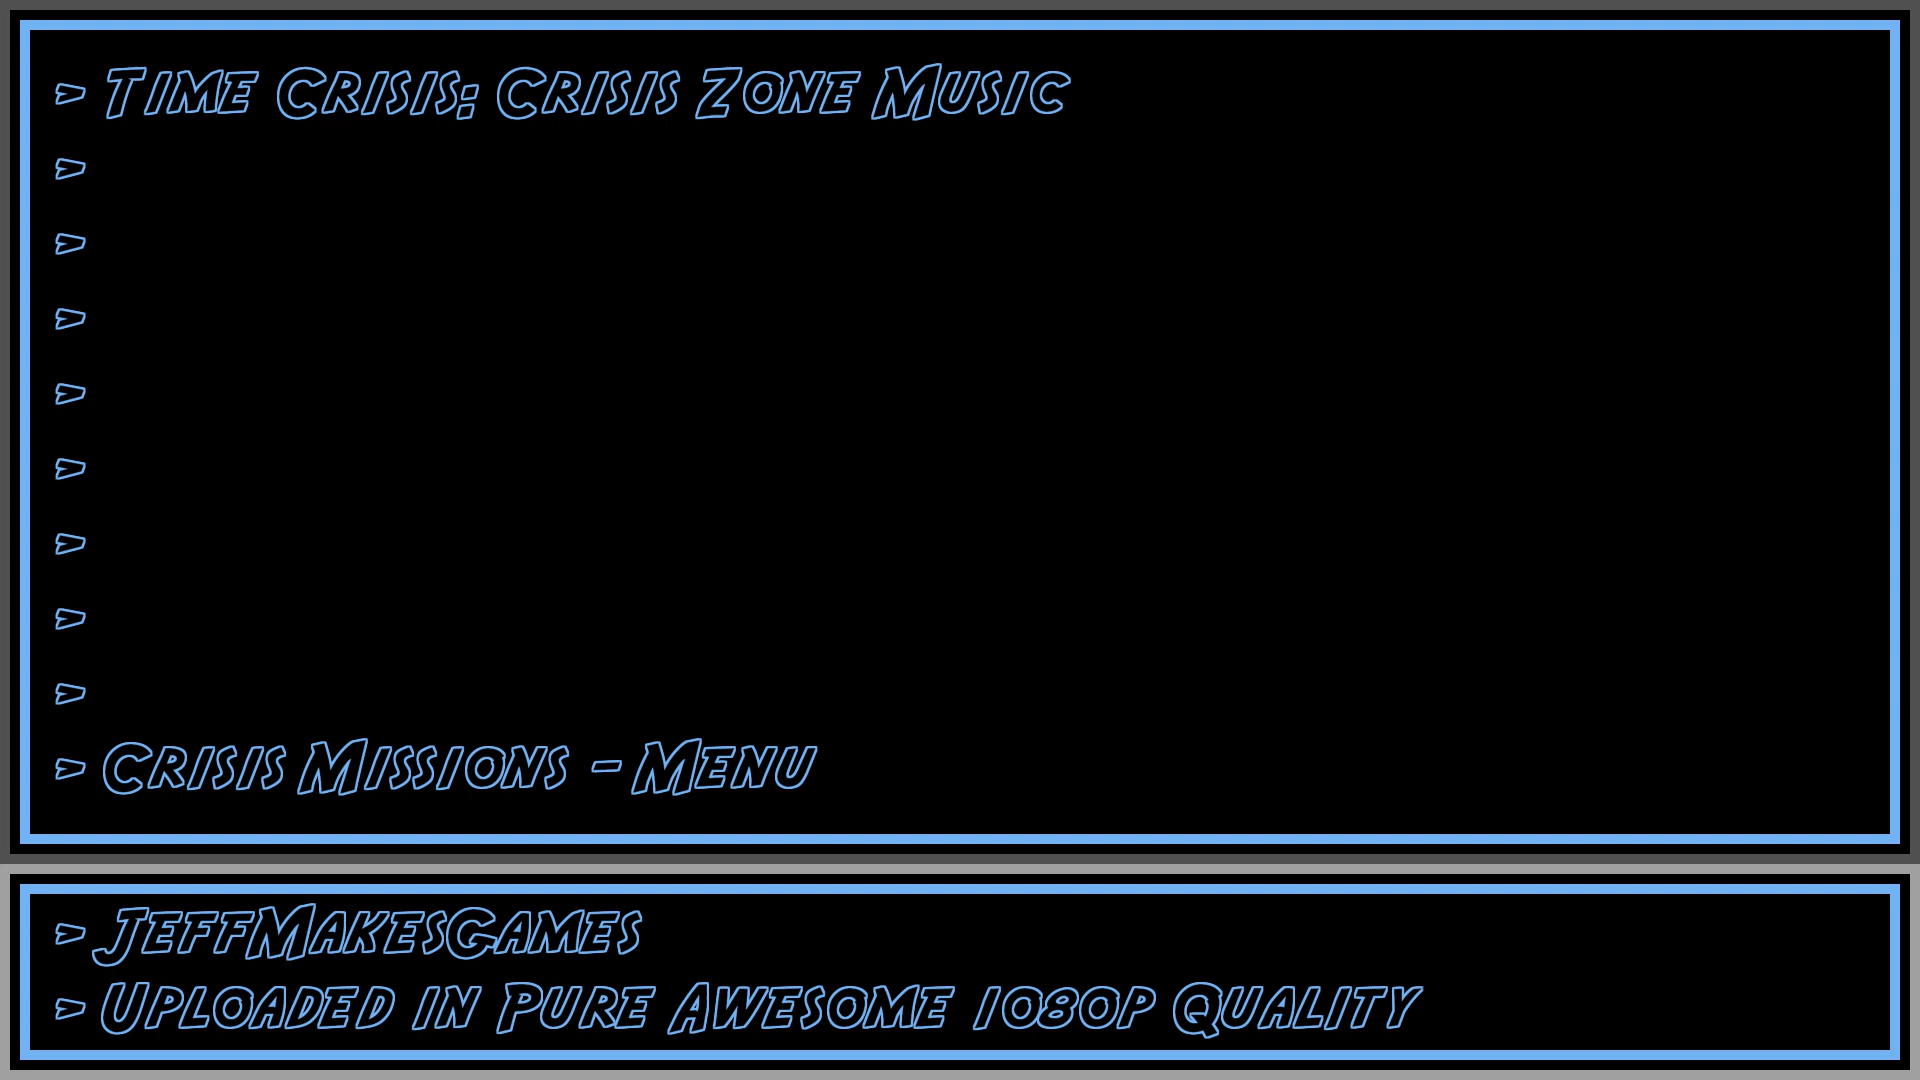 > Time Crisis: Crisis Zone Music
>
>
>
>
>
>
>
>
> Crisis Missions - Menu
> JeffMakesGames
> Uploaded in Pure Awesome 1080p Quality